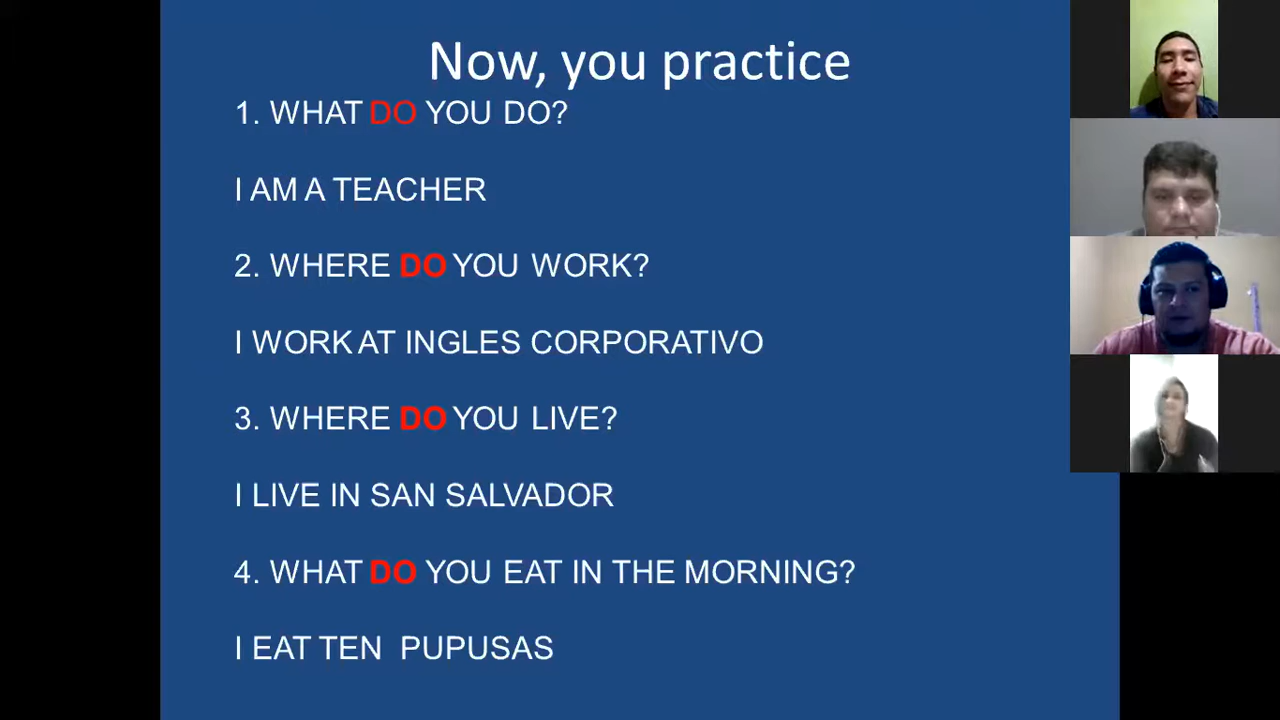 Now, you practice
1. WHAT DO YOU DO?
I AM A TEACHER
2. WHERE DO YOU WORK?
I WORK AT INGLES CORPORATIVO
3. WHERE DO YOU LIVE?
I LIVE IN SAN SALVADOR
4. WHAT DO YOU EAT IN THE MORNING?
I EAT TEN PUPUSAS